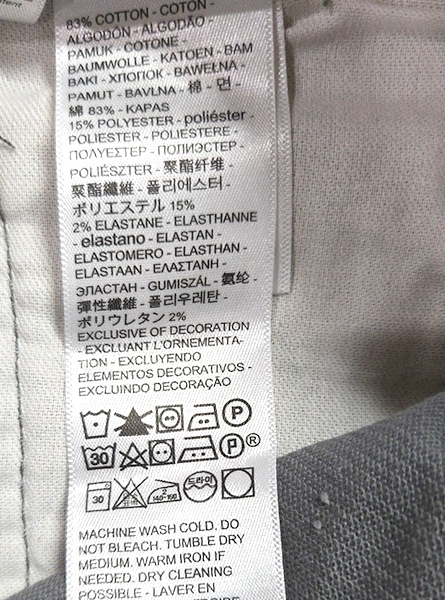 83% COTTON - COTON -
ALGODÓN - ALGODÃO -
PAMUK - COTONE -
BAUMWOLLE - KATOEN - BAM
BAKI - ΧΛΟΠΟΚ - BAWEŁNA -
PAMUT - BAVLNA - 棉 - 면 -
綿 83% - KAPAS
15% POLYESTER - poliéster -
POLIESTER - POLIESTERE -
ΠΟΛΥΕΣΤΕΡ - ПОЛИЭСТЕР -
POLIÉSZTER - 聚酯纤维 -
聚酯纖維 - 폴리에스터 -
ポリエステル 15%
2% ELASTANE - ELASTHANNE
- elastano - ELASTAN -
ELASTOMERO - ELASTHAN -
ELASTAAN - ΕΛΑΣΤΑΝΗ -
ЭЛАСТАН - GUMISZÁL - 氨纶 -
彈性纖維 - 폴리우레탄 -
ポリウレタン 2%
EXCLUSIVE OF DECORATION
- EXCLUANT L'ORNEMENTA-
TION - EXCLUYENDO
ELEMENTOS DECORATIVOS -
EXCLUINDO DECORAÇÃO
P
30 P ®
30 2 140-160 드라이
MACHINE WASH COLD. DO
NOT BLEACH. TUMBLE DRY
MEDIUM. WARM IRON IF
NEEDED. DRY CLEANING
POSSIBLE - LAVER EN